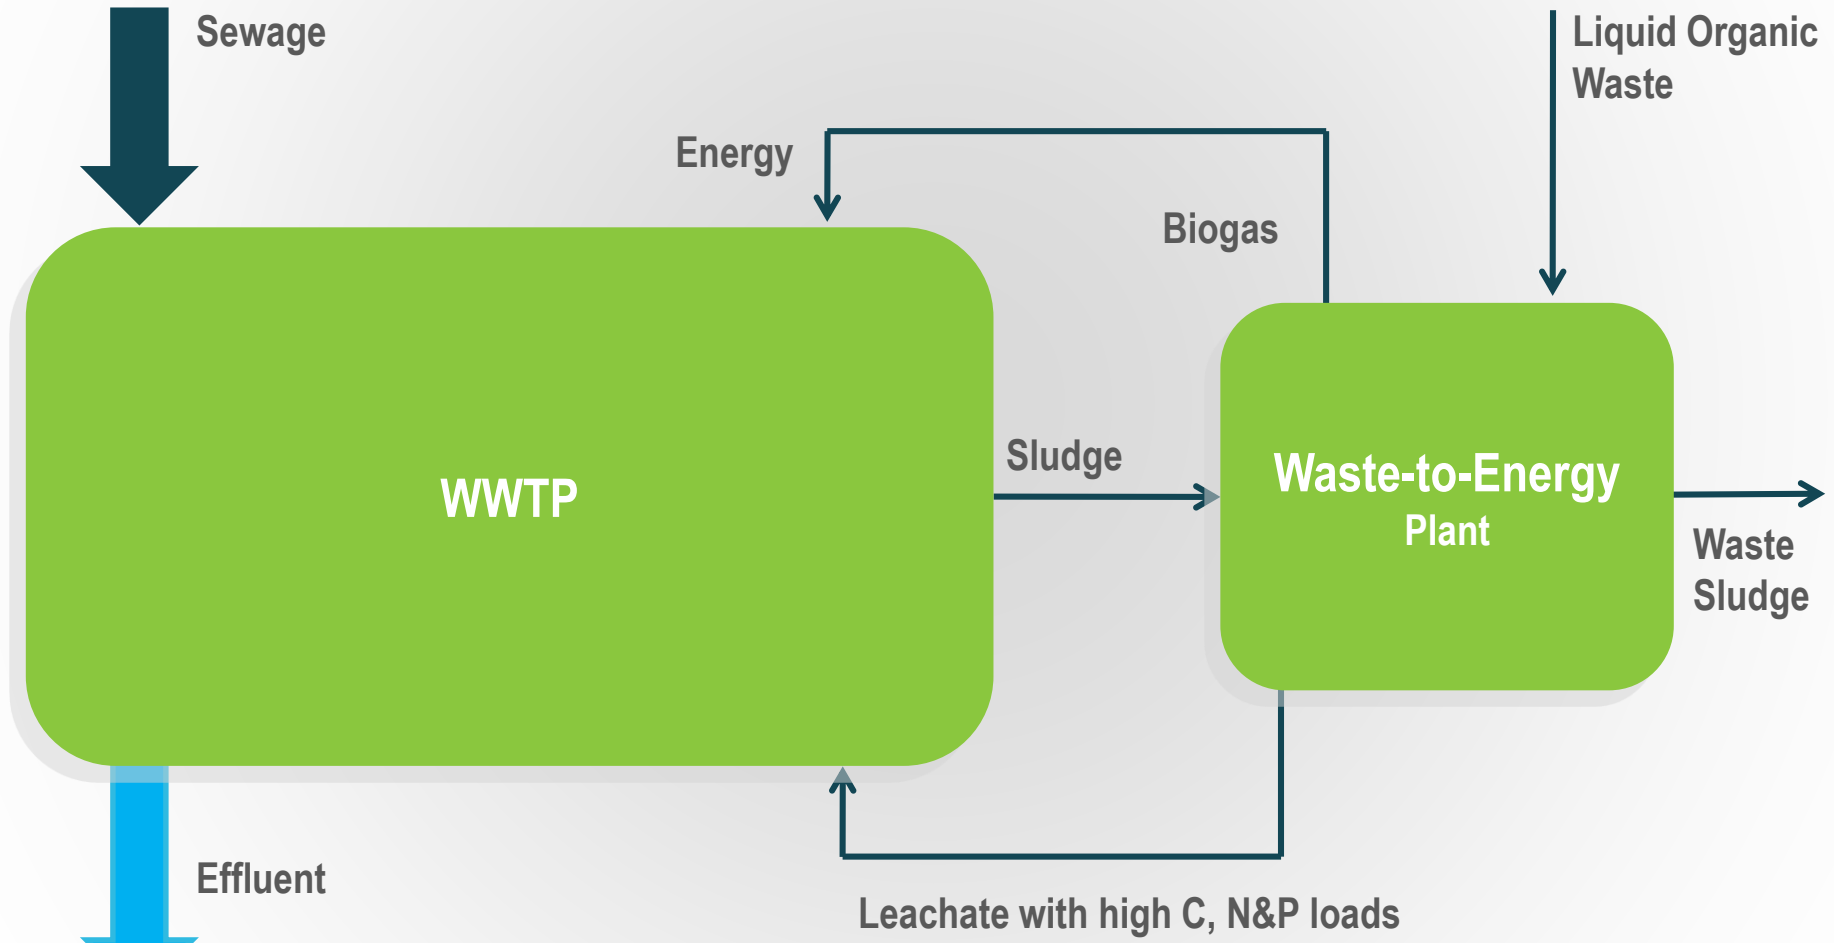 Sewage
Liquid Organic
Waste
Energy
Biogas
Sludge
WWTP
Waste-to-Energy
Plant
Waste
Sludge
Effluent
Leachate with high C, N&P loads